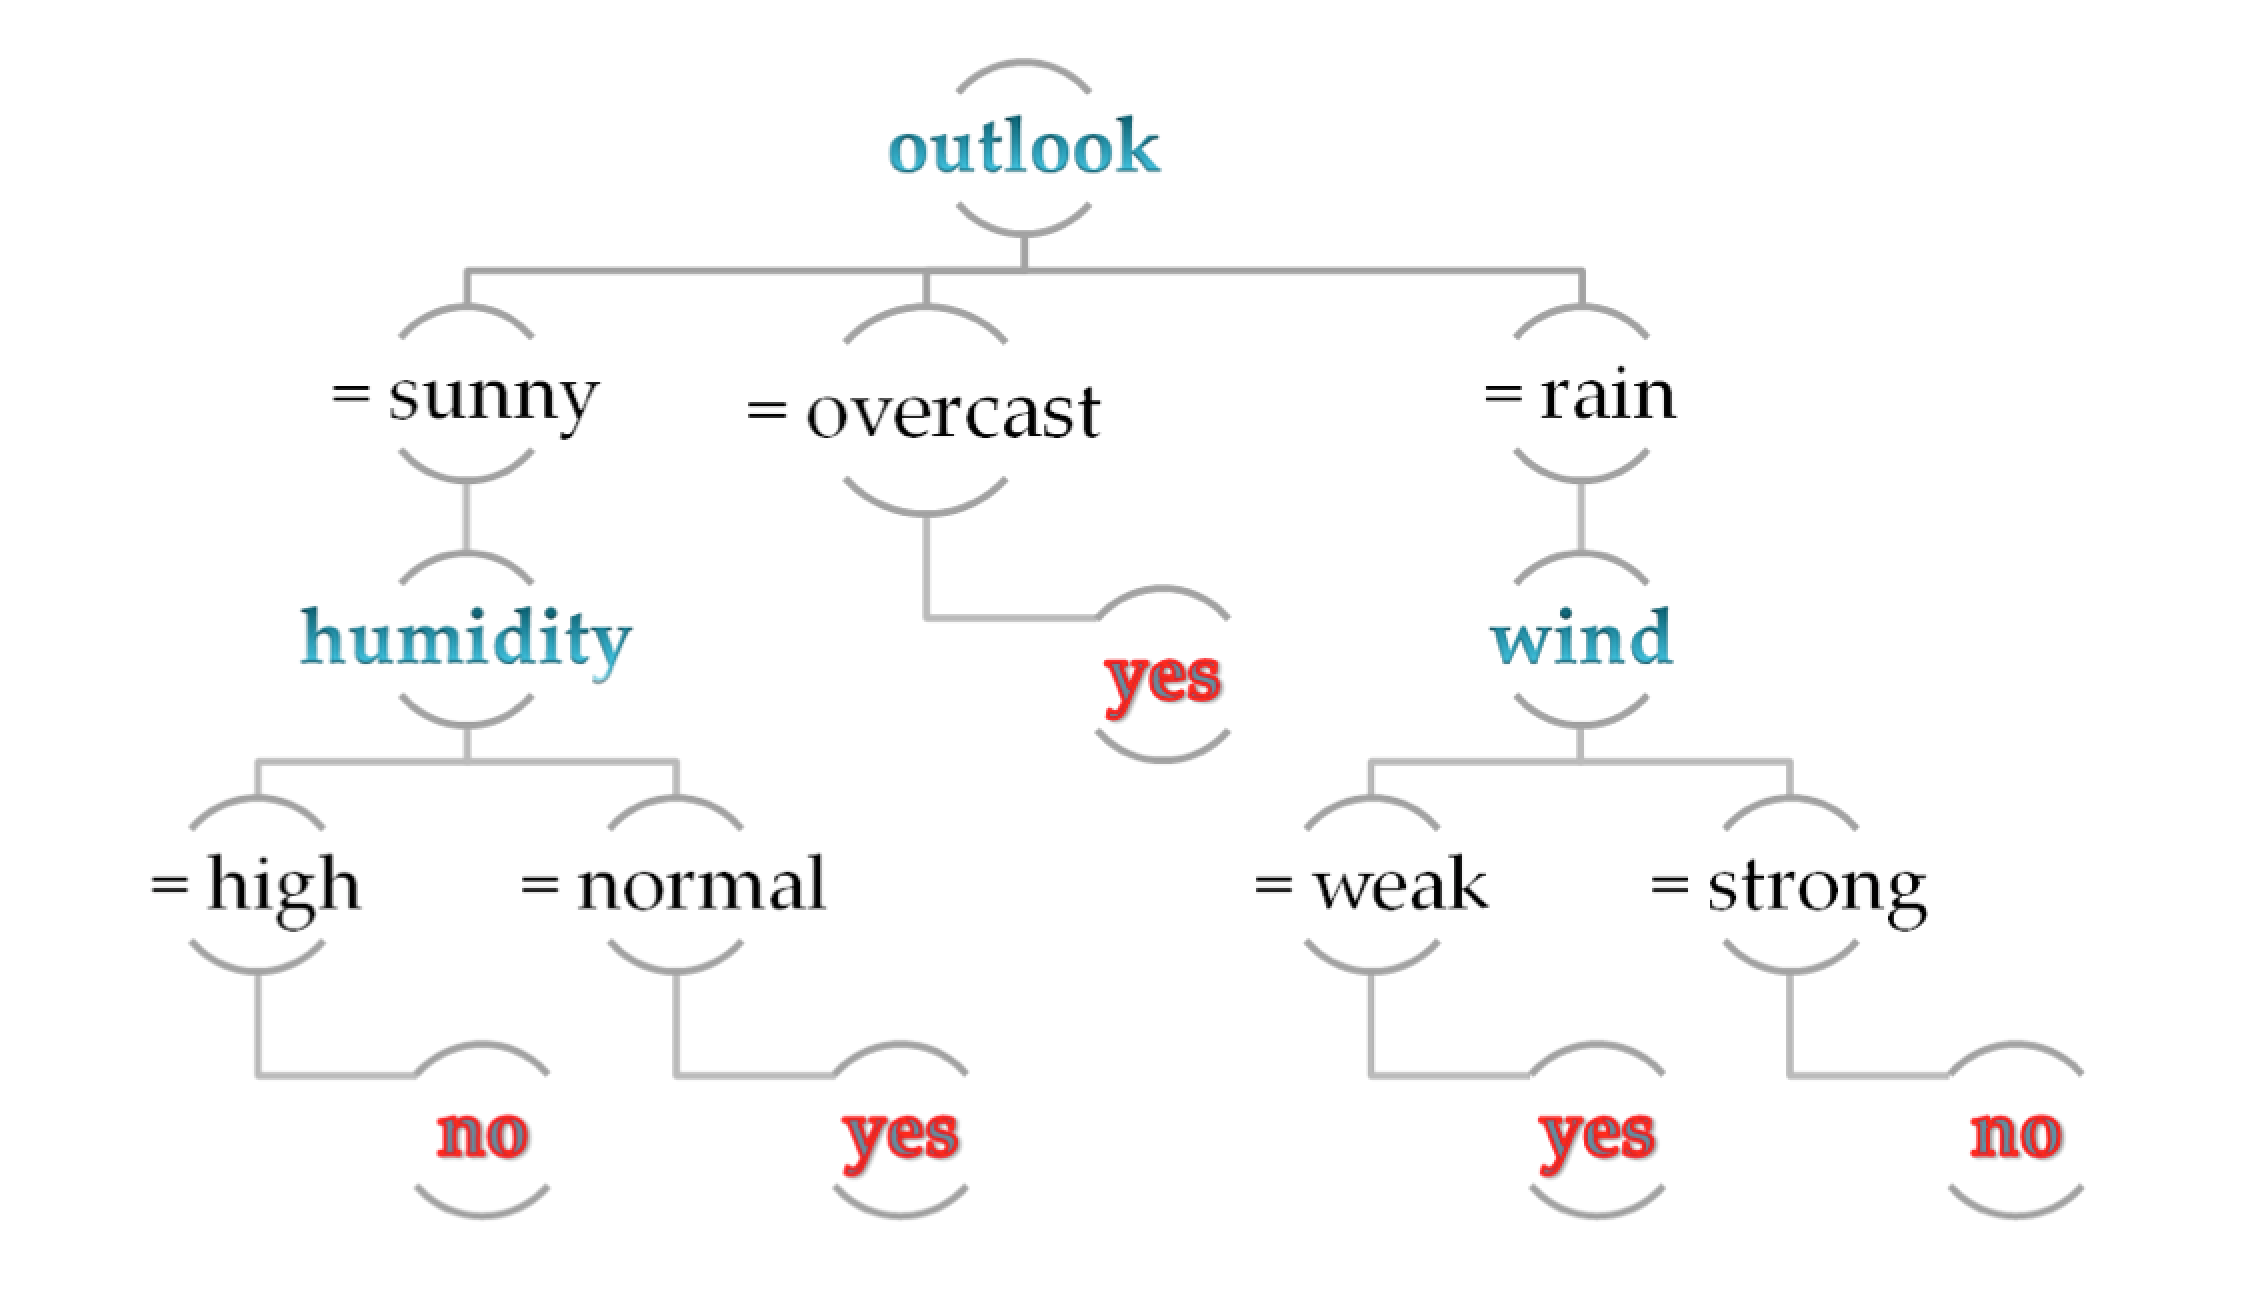 outlook
= sunny
= overcast
= rain
humidity
yes
wind
= high
= normal
= weak
= strong
no
yes
yes
no